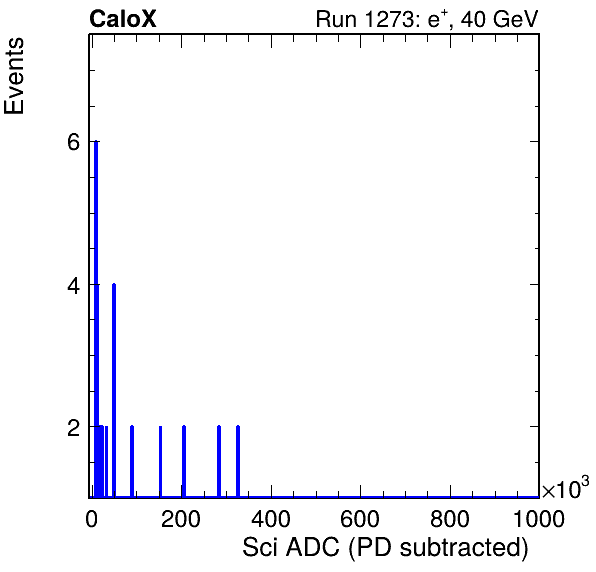 CaloX Run 1273: e⁺, 40 GeV
Events
6
4
2
×10³
0 200 400 600 800 1000
Sci ADC (PD subtracted)